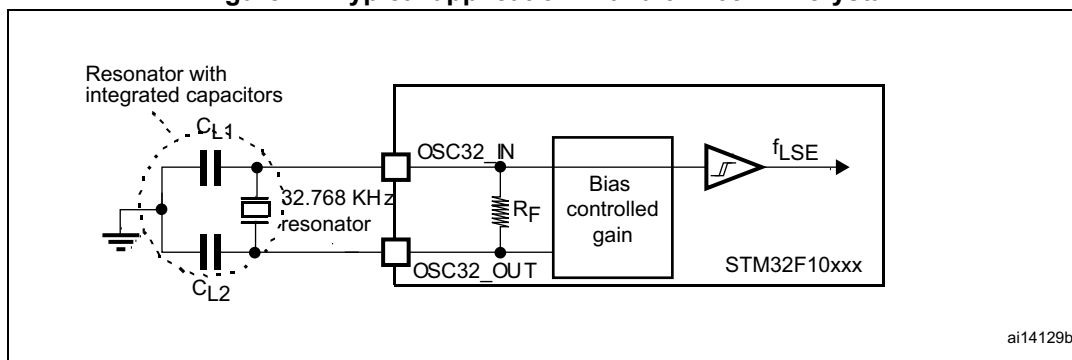 Resonator with
integrated capacitors
CL1
OSC32_IN
fLSE
32.768 KHz
resonator
RF
Bias
controlled
gain
STM32F10xxx
OSC32_OUT
CL2
ai14129b